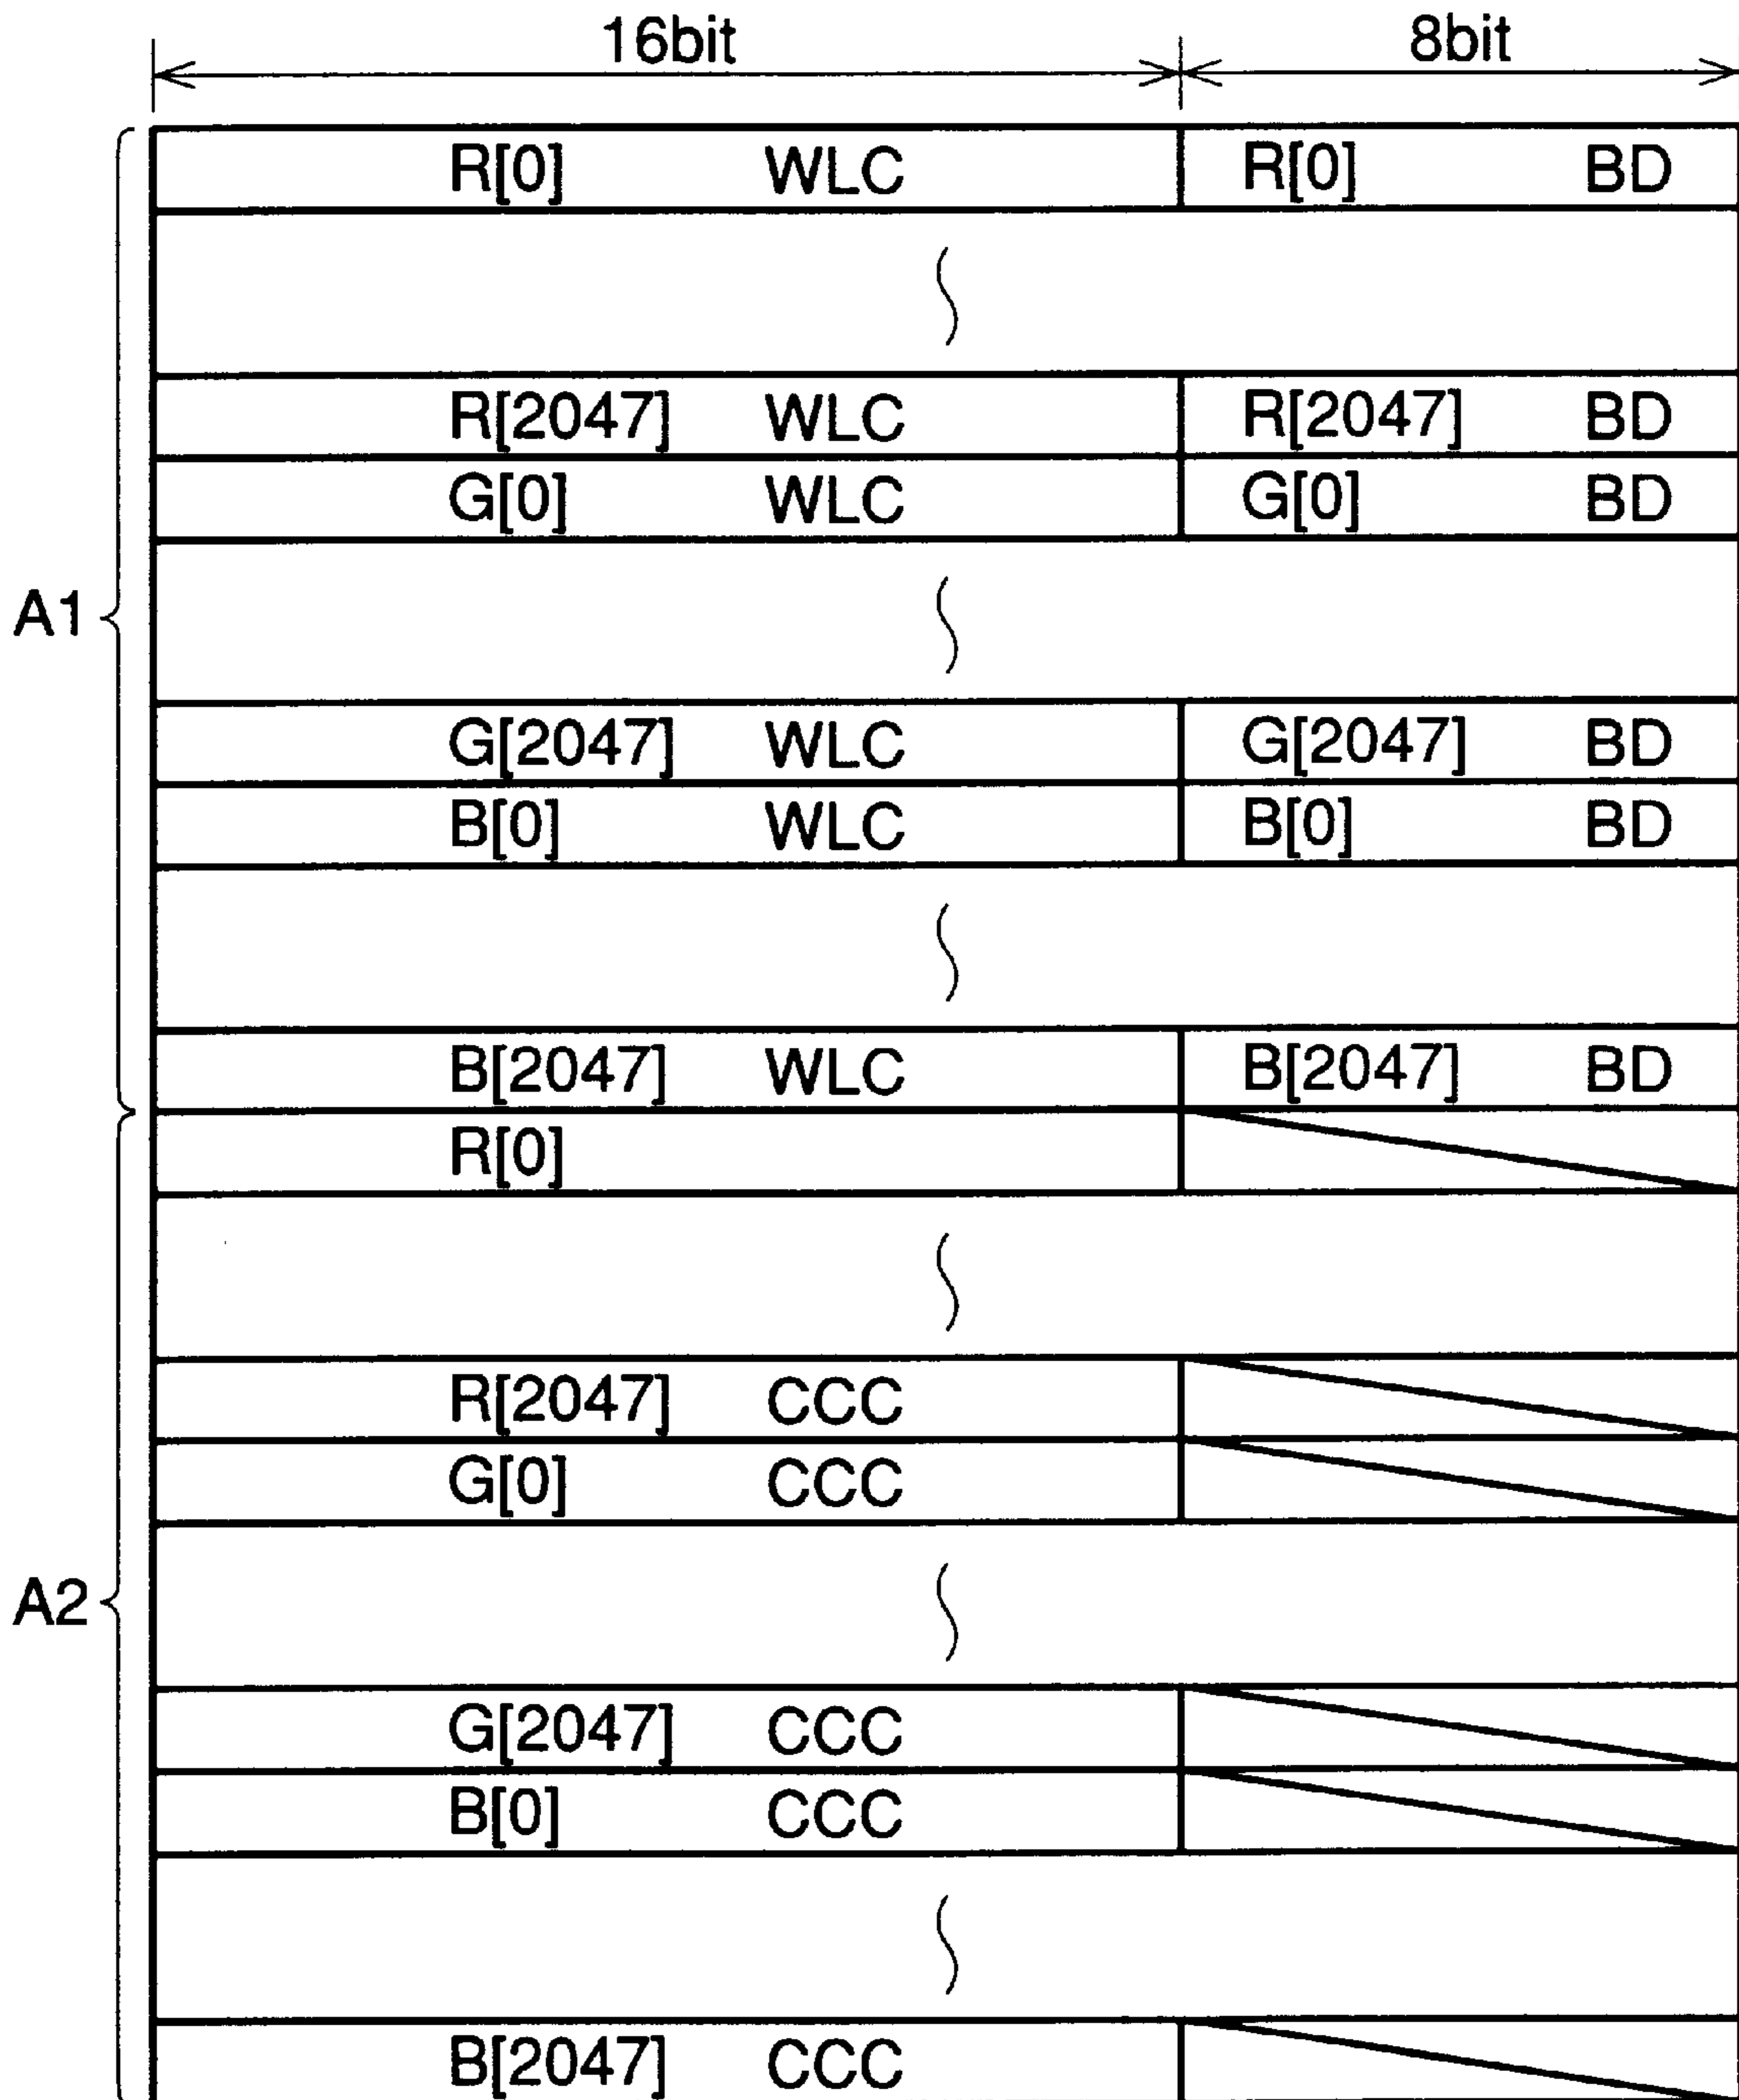 16bit 8bit
R[0] WLC R[0] BD
R[2047] WLC R[2047] BD
G[0] WLC G[0] BD
A1
G[2047] WLC G[2047] BD
B[0] WLC B[0] BD
B[2047] WLC B[2047] BD
R[0]
R[2047] CCC
G[0] CCC
A2
G[2047] CCC
B[0] CCC
B[2047] CCC